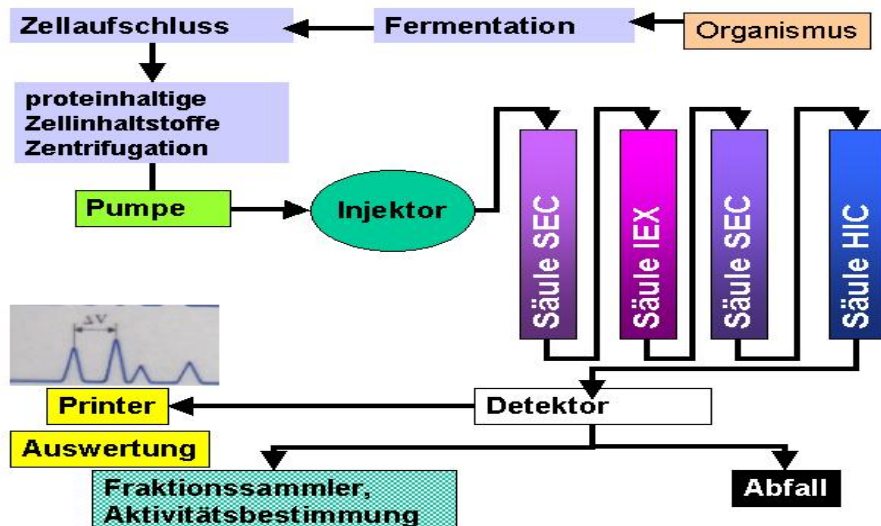 Zellaufschluss
Fermentation
Organismus
proteinhaltige
Zellinhaltstoffe
Zentrifugation
Pumpe
Injektor
Säule SEC
Säule IEX
Säule SEC
Säule HIC
ΔV
Printer
Detektor
Auswertung
Fraktionssammler,
Aktivitätsbestimmung
Abfall